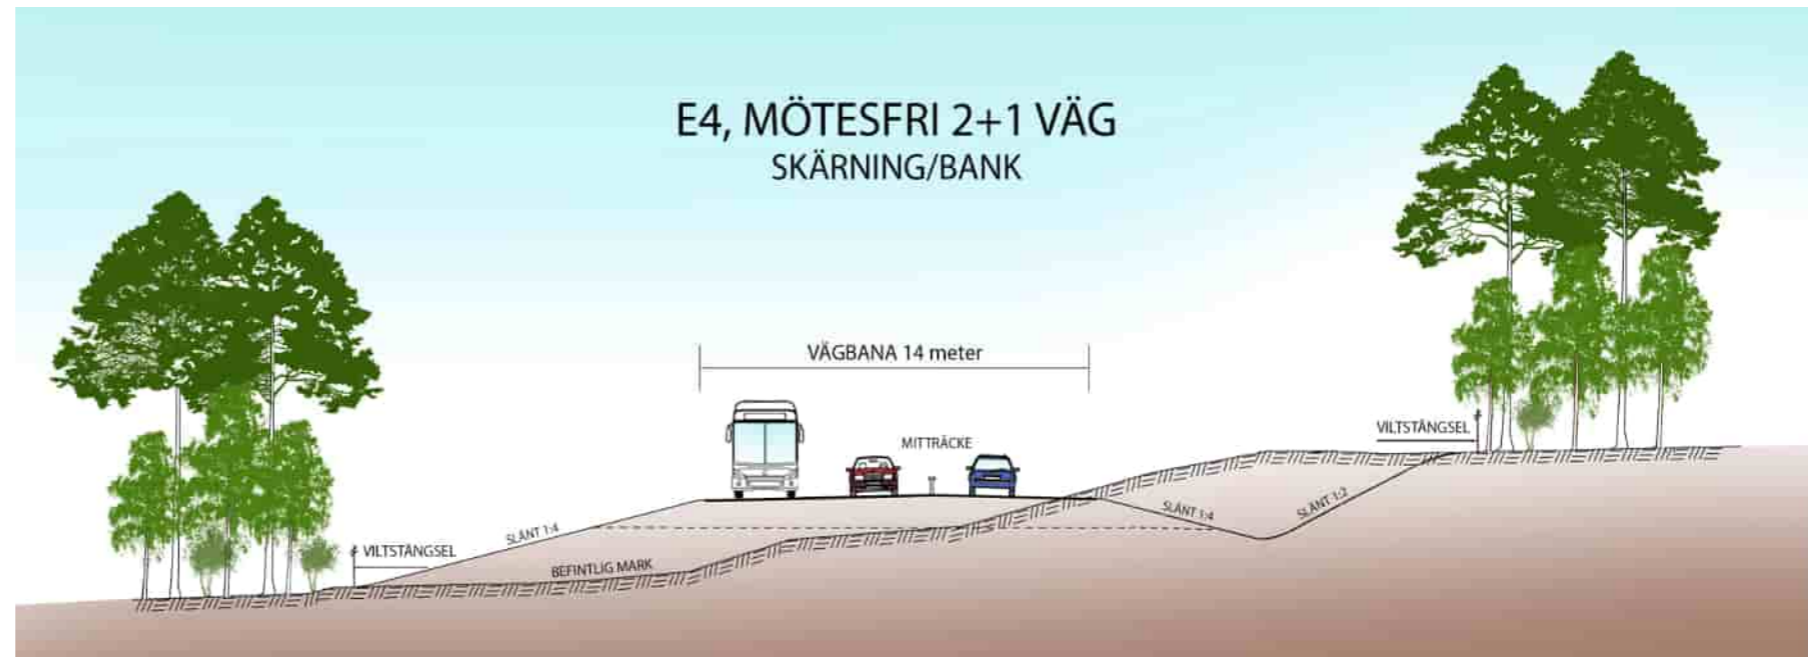 E4, MÖTESFRI 2+1 VÄG
SKÄRNING/BANK
VÄGBANA 14 meter
MITTRÄCKE
VILTSTÄNGSEL
SLÄNT 1:4
SLÄNT 1:2
SLÄNT 1:4
VILTSTÄNGSEL
BEFINTLIG MARK